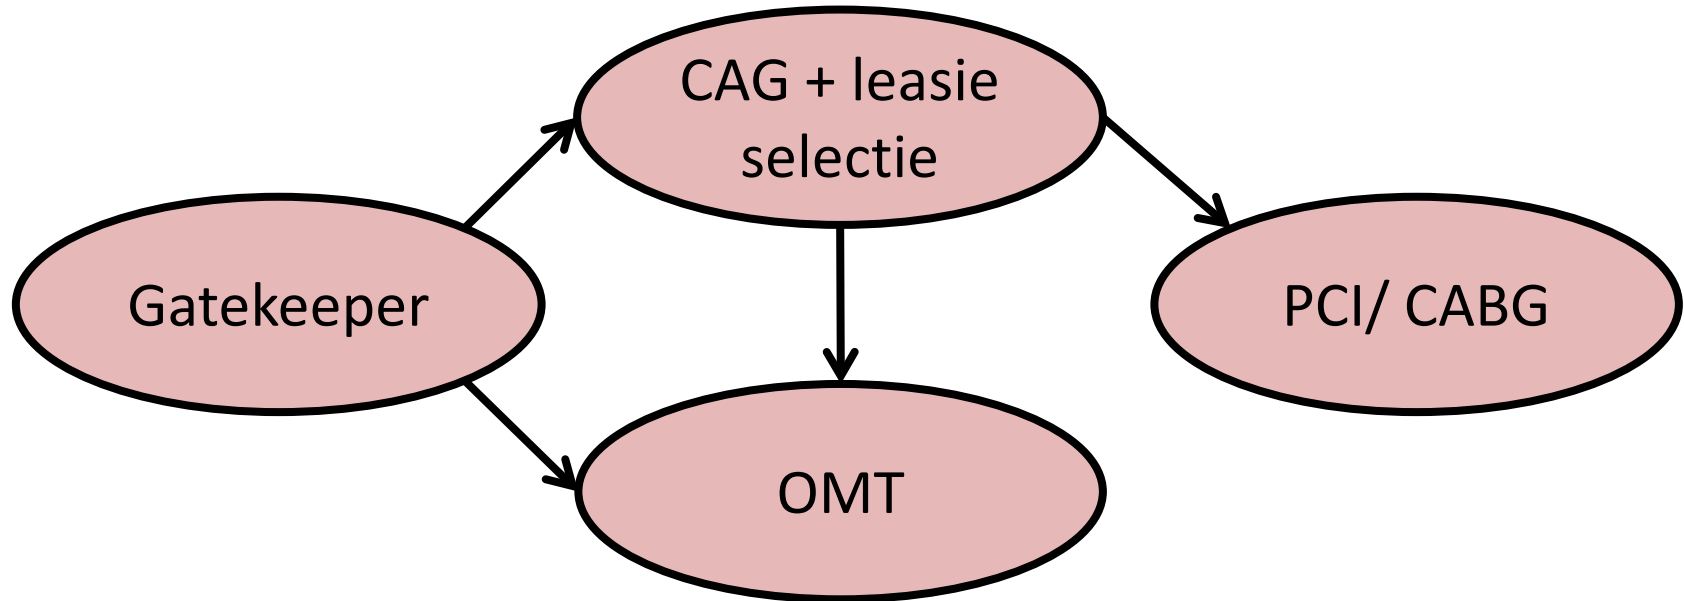 CAG + leasie
selectie
Gatekeeper
PCI/ CABG
OMT